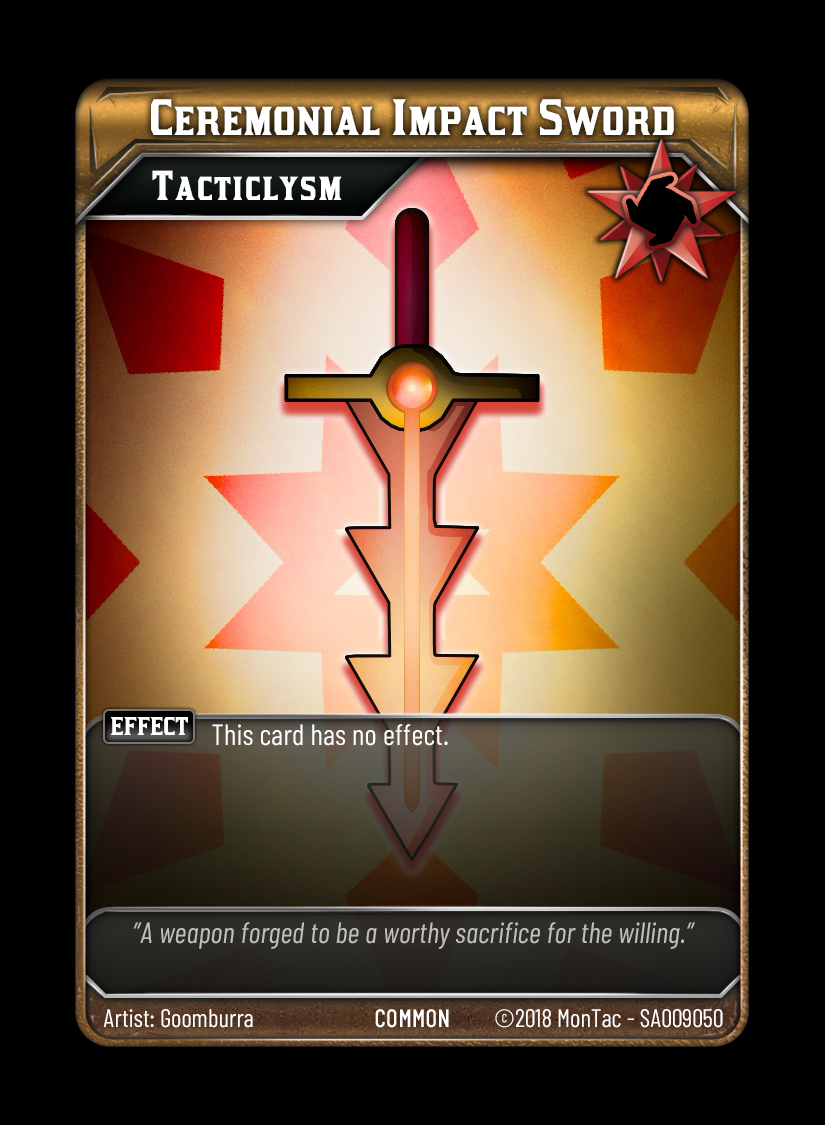 Ceremonial Impact Sword
Tacticlysm
EFFECT
This card has no effect.
"A weapon forged to be a worthy sacrifice for the willing."
Artist: Goomburra
COMMON
©2018 MonTac - SA009050